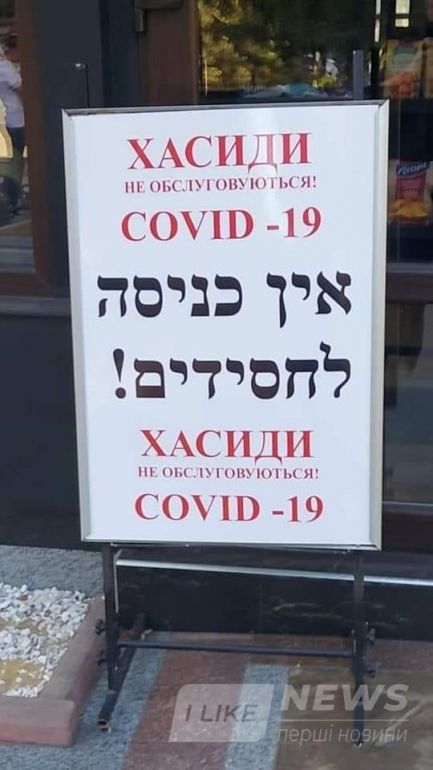 ХАСИДИ
НЕ ОБСЛУГОВУЮТЬСЯ!
COVID -19
אין כניסה
לחסידים!
ХАСИДИ
НЕ ОБСЛУГОВУЮТЬСЯ!
COVID -19
I LIKE NEWS
перші новини